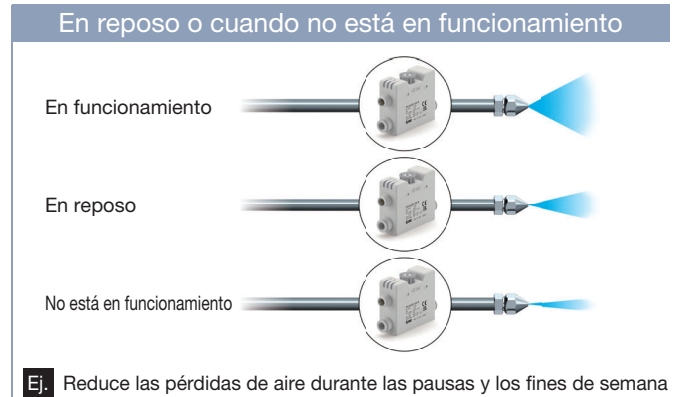 En reposo o cuando no está en funcionamiento
En funcionamiento
En reposo
No está en funcionamiento
Ej. Reduce las pérdidas de aire durante las pausas y los fines de semana